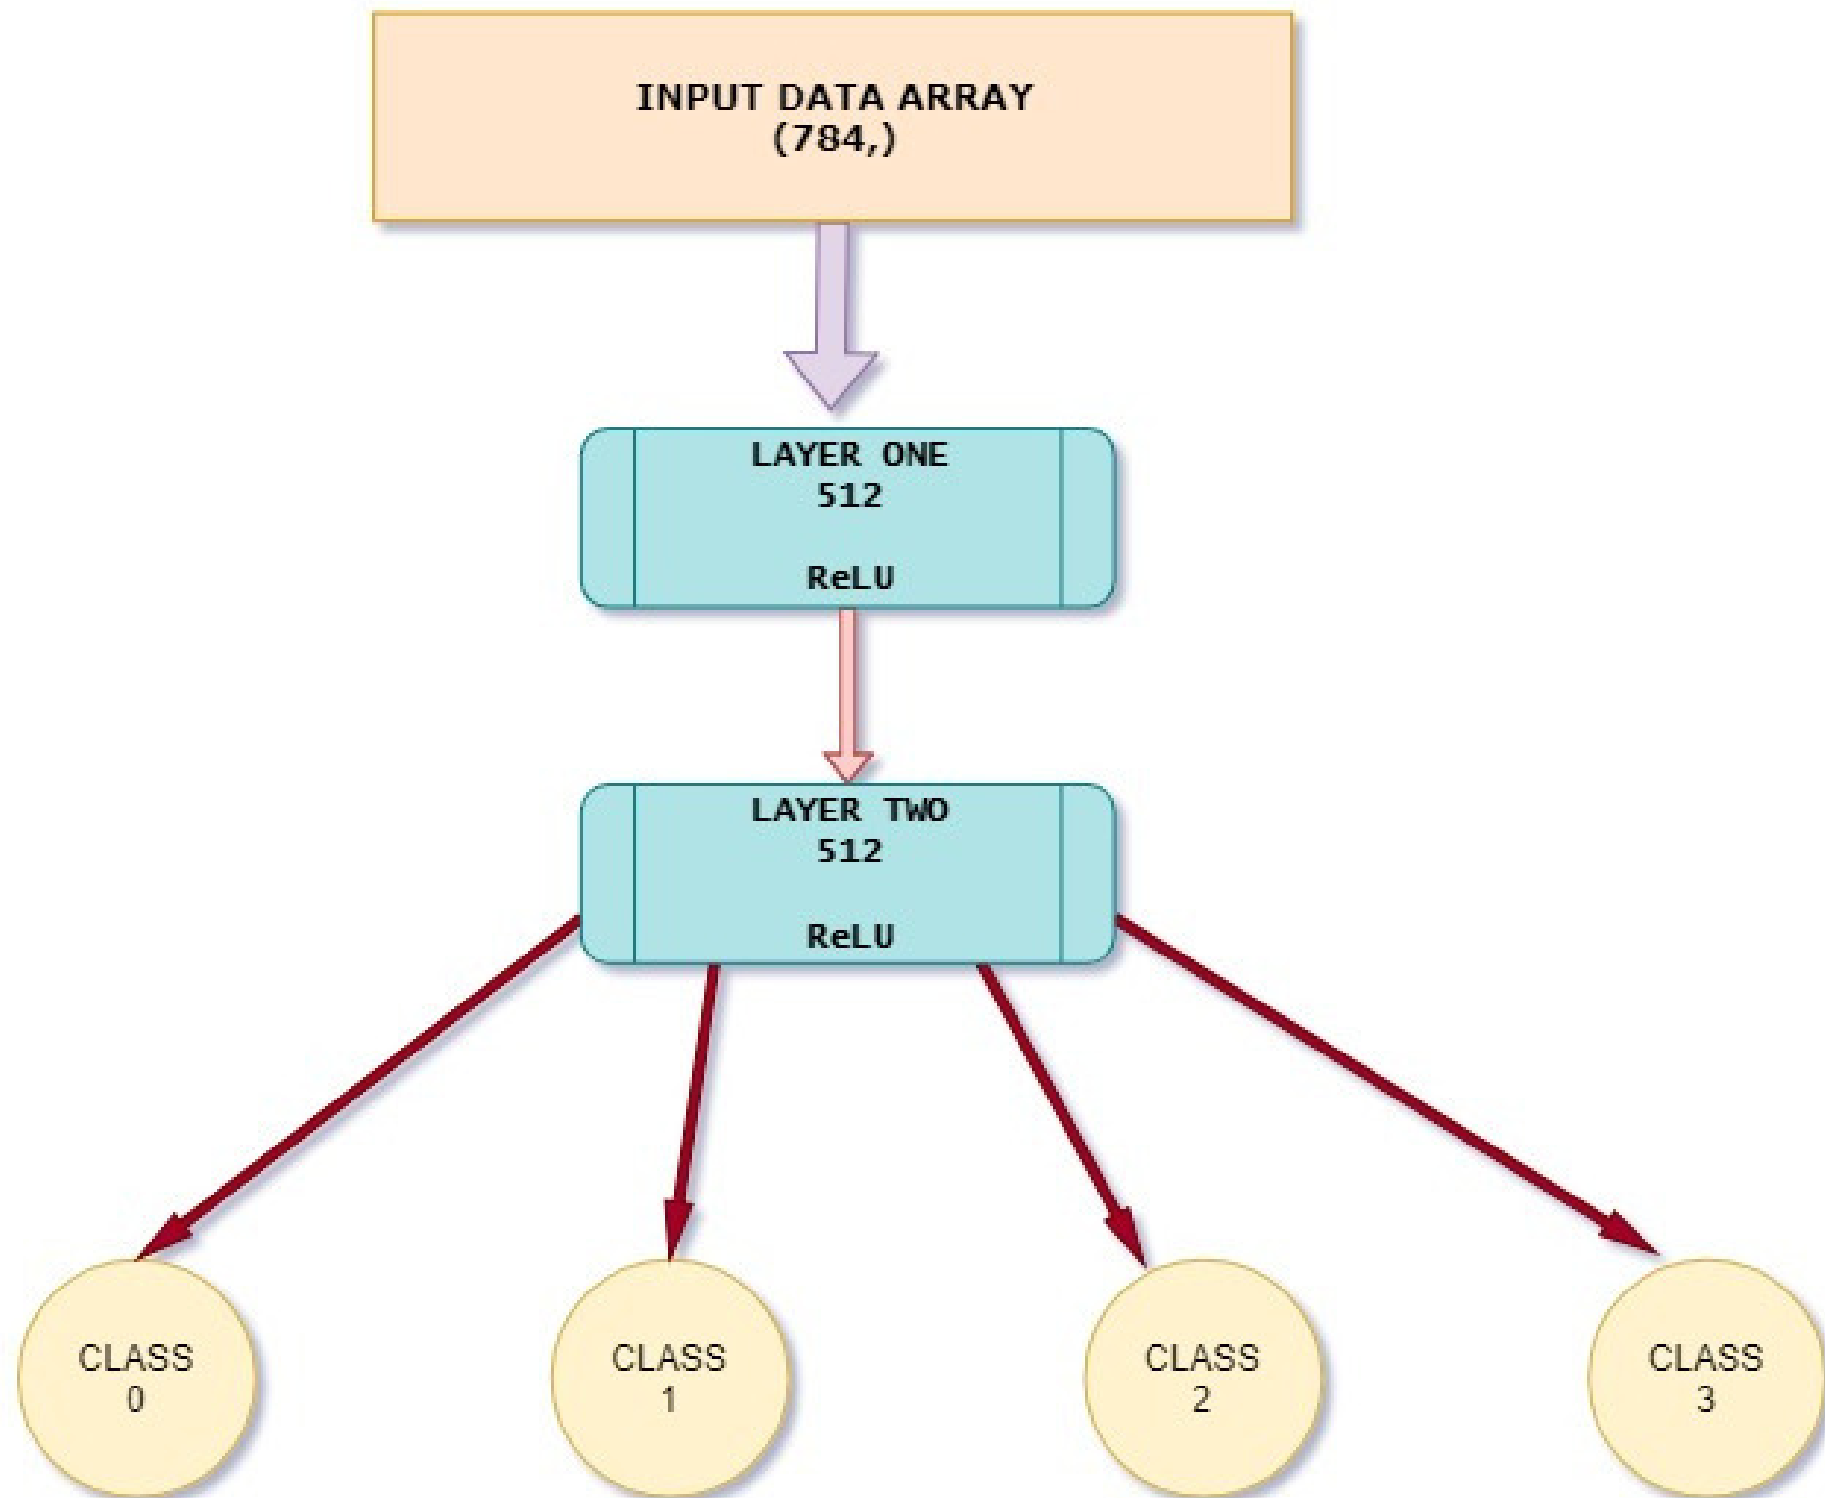 INPUT DATA ARRAY
(784,)
LAYER ONE
512
ReLU
LAYER TWO
512
ReLU
CLASS
0
CLASS
1
CLASS
2
CLASS
3